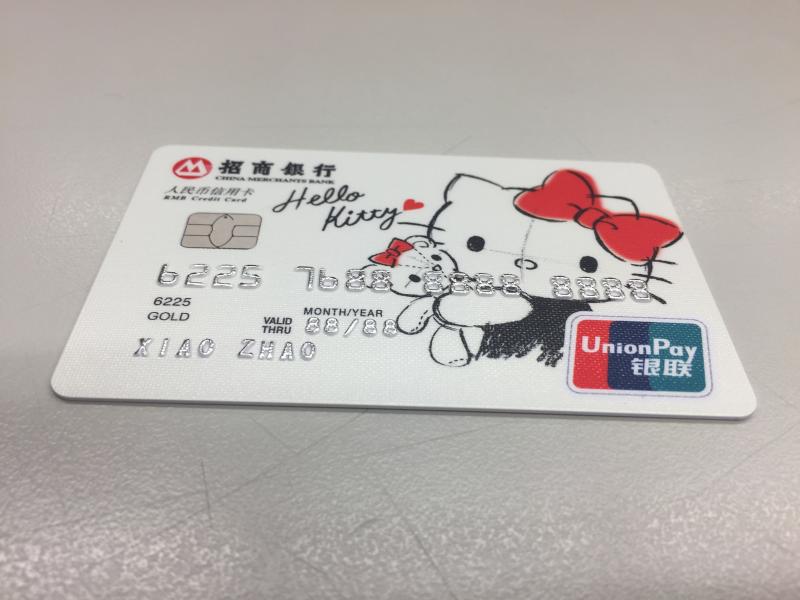 招商银行
CHINA MERCHANTS BANK
人民币信用卡
RMB Credit Card
Hello
Kitty
6225 7688 8888 8888
6225
GOLD
VALID THRU
MONTH/YEAR
88/88
XIAO ZHAO
UnionPay
银联